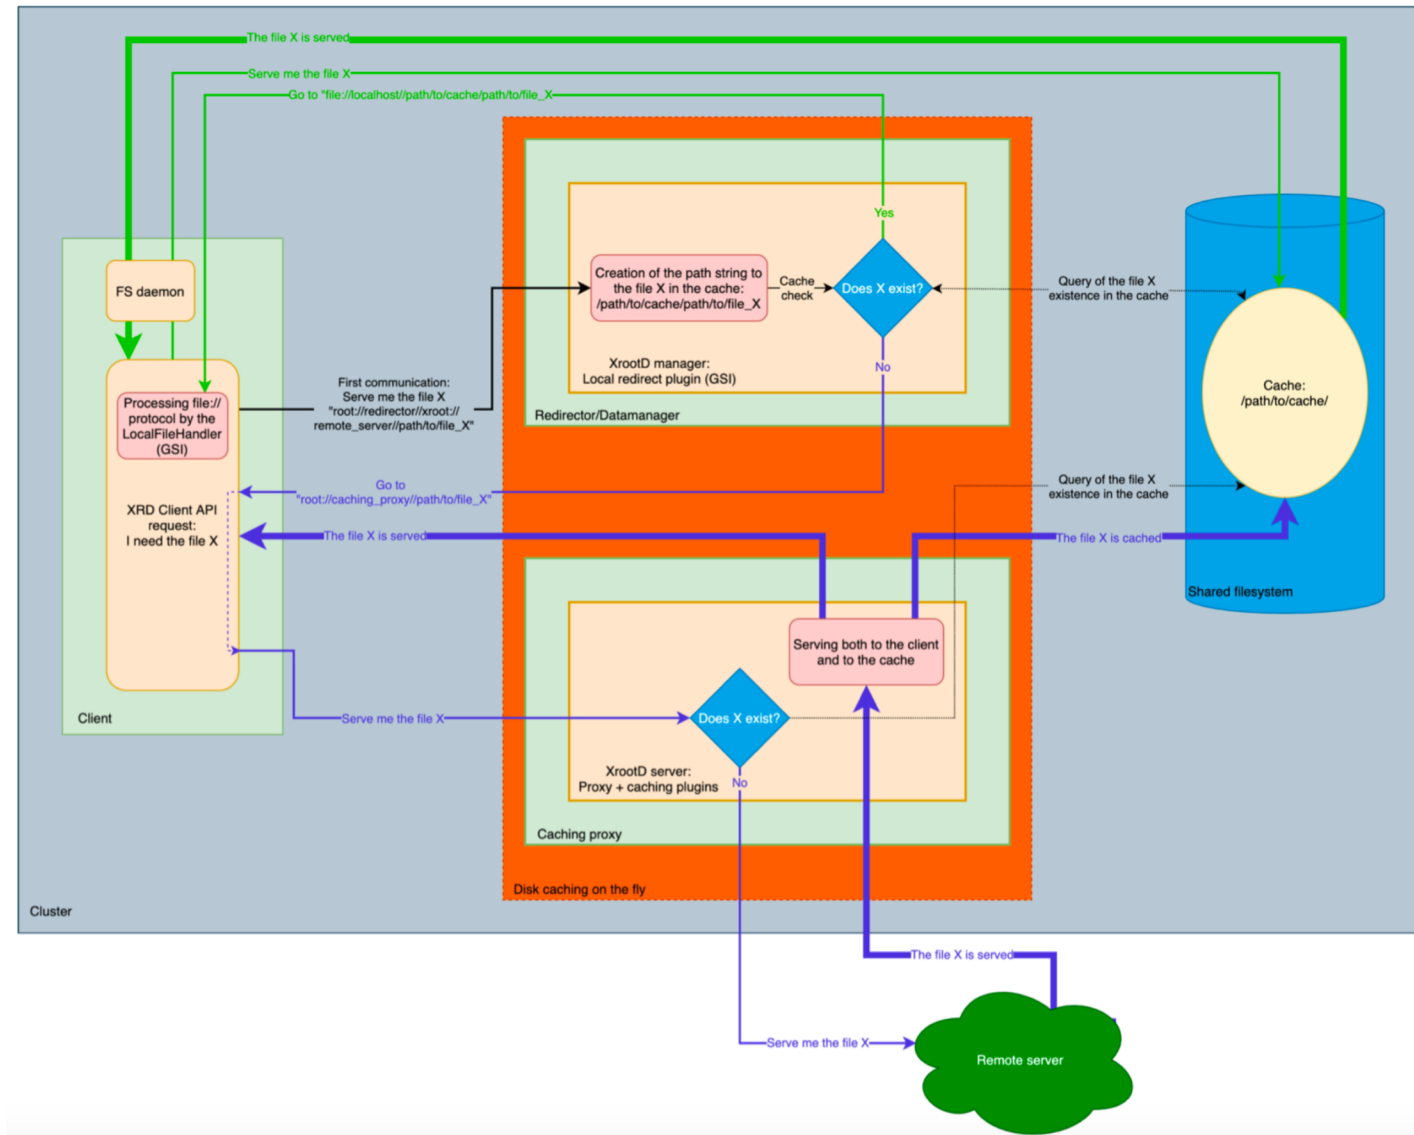 The file X is served
Serve me the file X
Go to "file://localhost//path/to/cache/path/to/file_X
Yes
FS daemon
Creation of the path string to
the file X in the cache:
/path/to/cache/path/to/file_X
Cache
check
Does X exist?
Query of the file X
existence in the cache
XrootD manager:
Local redirect plugin (GSI)
No
Redirector/Datamanager
First communication:
Serve me the file X
"root://redirector//xroot://
remote_server//path/to/file_X"
Processing file://
protocol by the
LocalFileHandler
(GSI)
Cache:
/path/to/cache/
Go to
"root://caching_proxy//path/to/file_X"
Query of the file X
existence in the cache
XRD Client API
request:
I need the file X
The file X is served
The file X is cached
Shared filesystem
Serving both to the client
and to the cache
Client
Serve me the file X
Does X exist?
XrootD server:
Proxy + caching plugins
No
Caching proxy
Disk caching on the fly
Cluster
The file X is served
Serve me the file X
Remote server